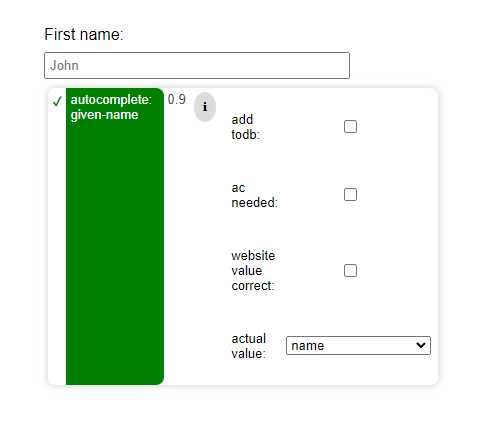 First name:
John
✓ autocomplete: 0.9 i
given-name
add
todb:
ac
needed:
website
value
correct:
actual
value:
name